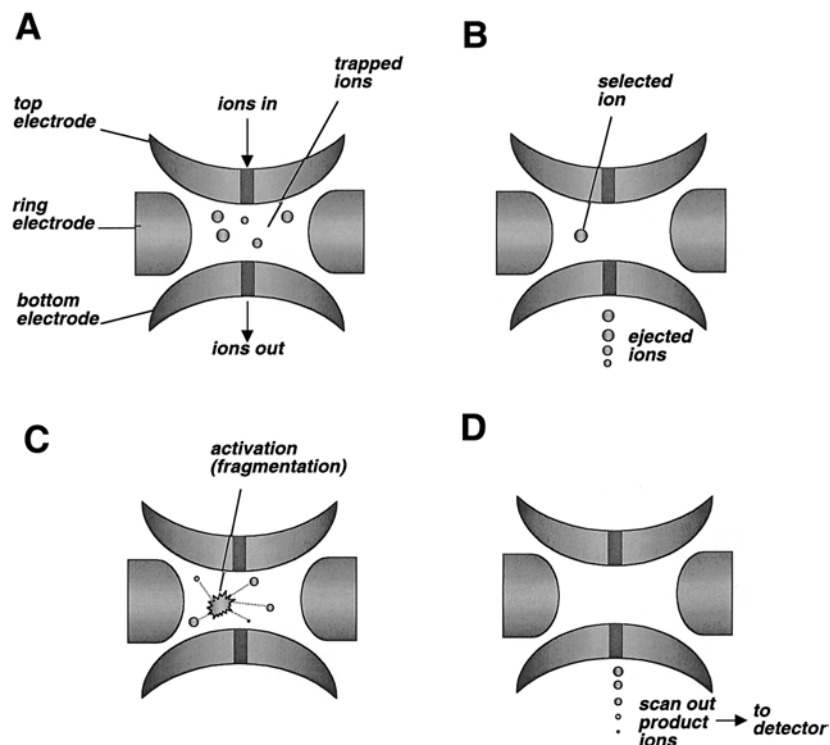 A
top
electrode
ions in
trapped
ions
ring
electrode
bottom
electrode
ions out
B
selected
ion
ejected
ions
C
activation
(fragmentation)
D
scan out
product
ions
to
detector